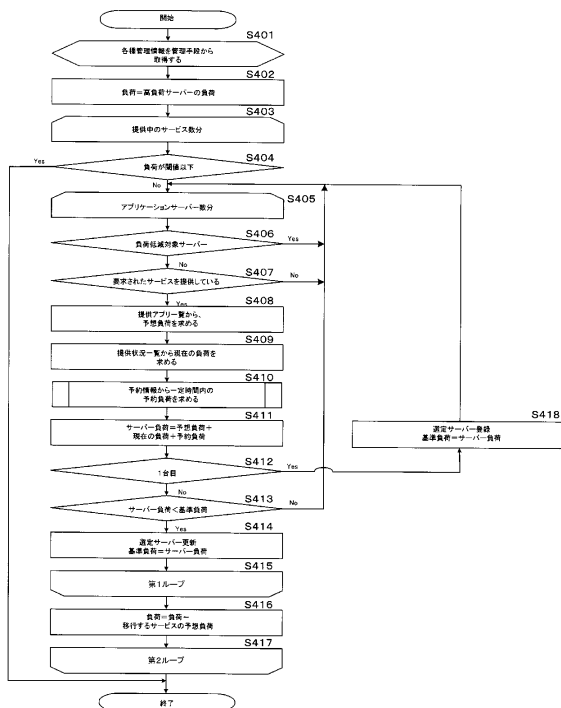 開始
S401
各種管理情報を管理手段から
取得する
S402
負荷=高負荷サーバーの負荷
S403
提供中のサービス数分
S404
Yes
負荷が閾値以下
No
S405
アプリケーションサーバー数分
S406
負荷低減対象サーバー
Yes
No
S407
要求されたサービスを提供している
No
Yes
S408
提供アプリ一覧から、
予想負荷を求める
S409
提供状況一覧から現在の負荷を
求める
S410
予約情報から一定時間内の
予約負荷を求める
S411
サーバー負荷=予想負荷+
現在の負荷+予約負荷
S418
選定サーバー登録
基準負荷=サーバー負荷
S412
1台目
Yes
No
S413
サーバー負荷<基準負荷
No
Yes
S414
選定サーバー更新
基準負荷=サーバー負荷
S415
第1ループ
S416
負荷=負荷−
移行するサービスの予想負荷
S417
第2ループ
終了